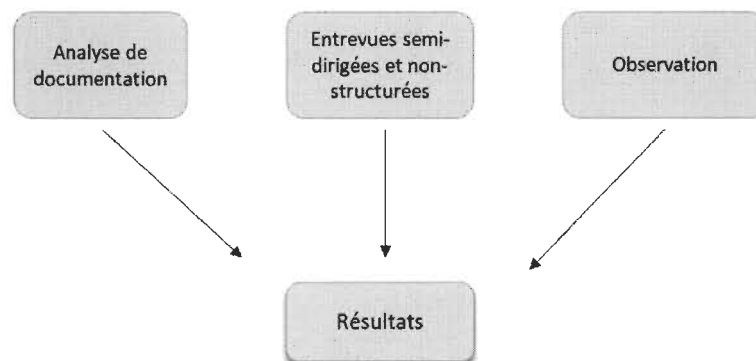 Analyse de
documentation
Entrevues semi-
dirigées et non-
structurées
Observation
Résultats